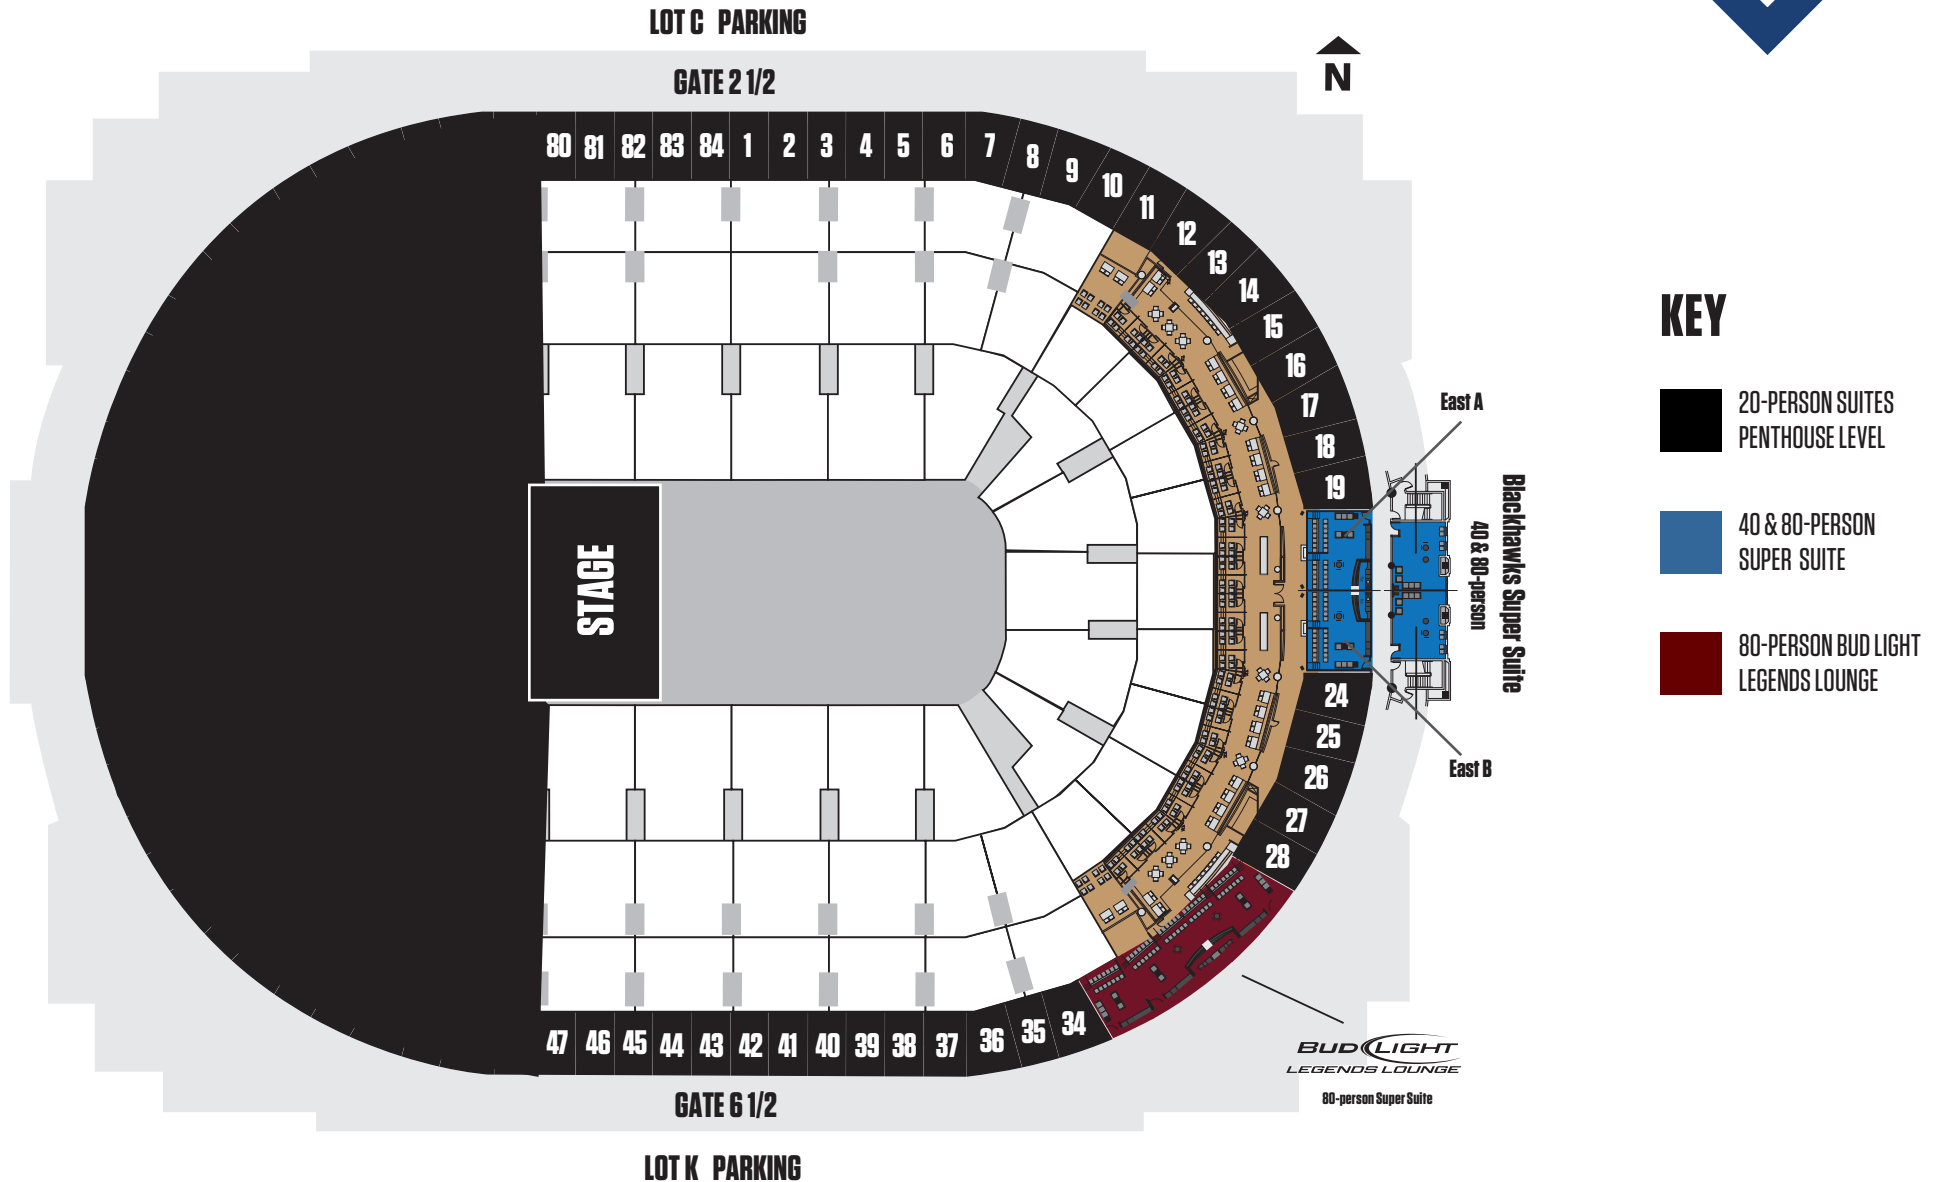 LOT C PARKING
GATE 2 1/2
N
80 81 82 83 84 1 2 3 4 5 6 7 8 9 10 11 12 13 14 15 16 17 18 19
STAGE
East A
Blackhawks Super Suite
40 & 80-person
East B
24 25 26 27 28
47 46 45 44 43 42 41 40 39 38 37 36 35 34
BUD LIGHT
LEGENDS LOUNGE
80-person Super Suite
GATE 6 1/2
LOT K PARKING
KEY
20-PERSON SUITES
PENTHOUSE LEVEL
40 & 80-PERSON
SUPER SUITE
80-PERSON BUD LIGHT
LEGENDS LOUNGE